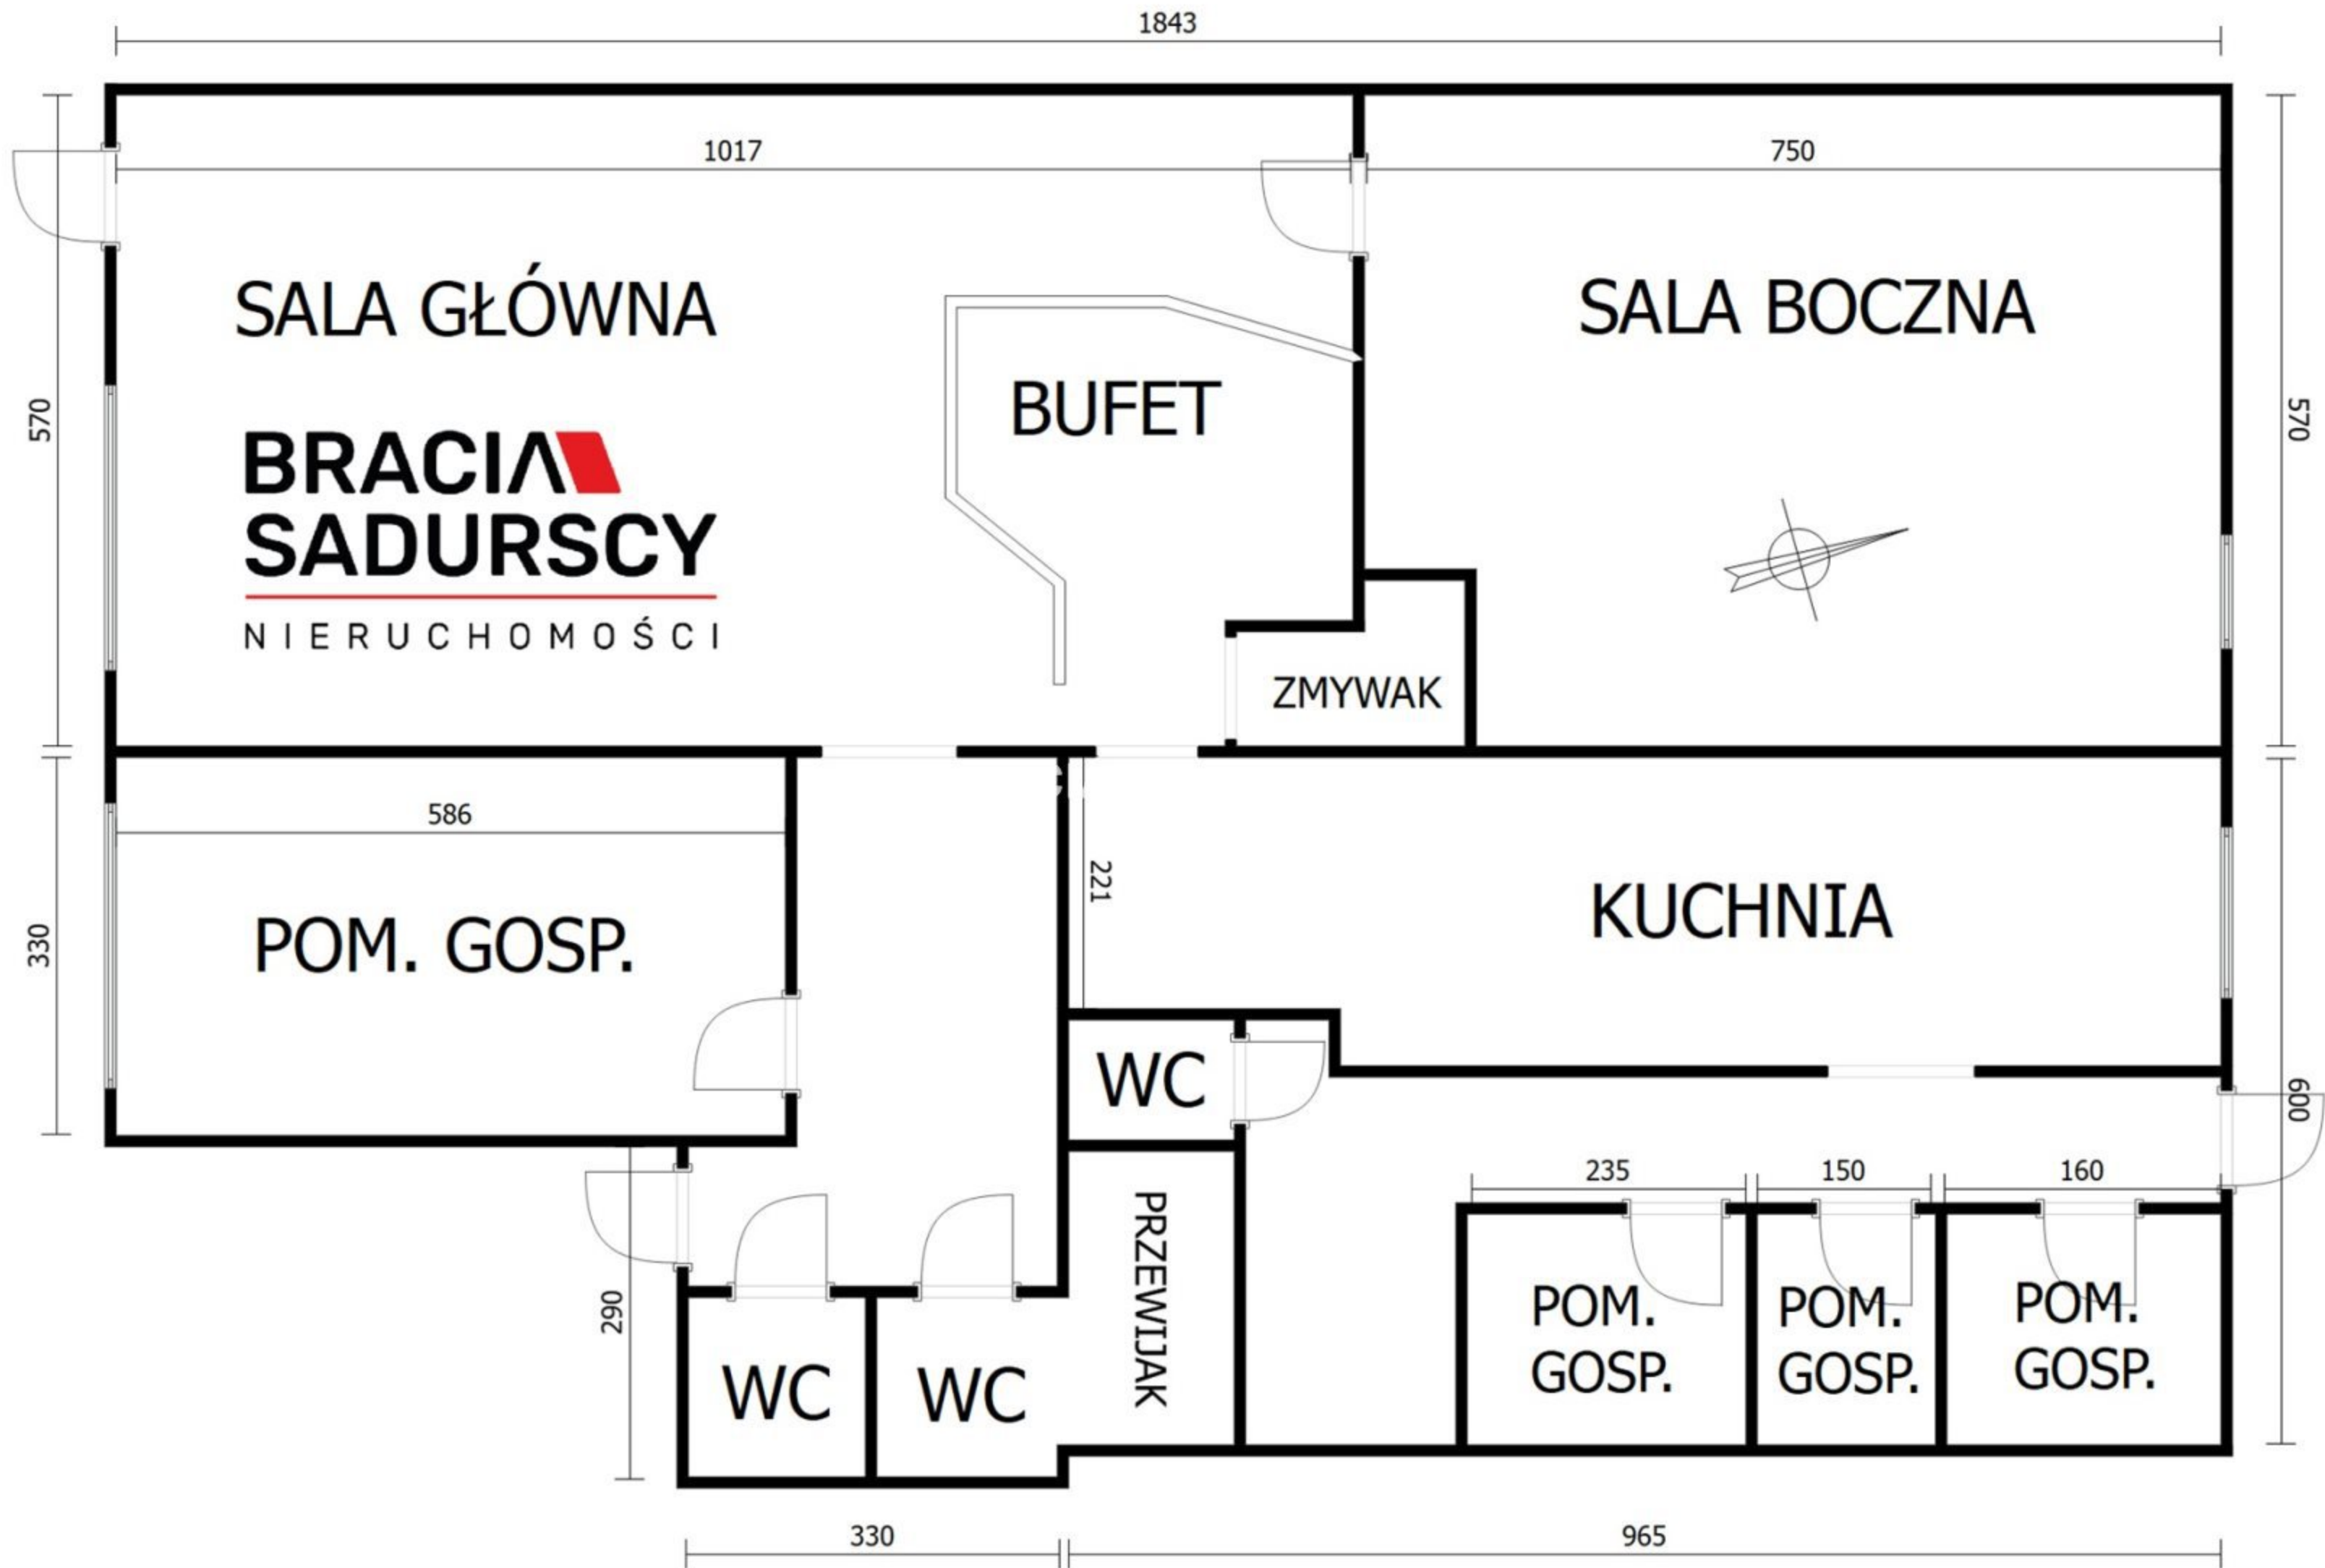 1843
1017
750
570
570
SALA GŁÓWNA
SALA BOCZNA
BUFET
BRACIA
SADURSCY
NIERUCHOMOŚCI
ZMYWAK
586
221
330
POM. GOSP.
KUCHNIA
WC
600
235
150
160
290
PRZEWIJAK
WC
WC
POM.
GOSP.
POM.
GOSP.
POM.
GOSP.
330
965